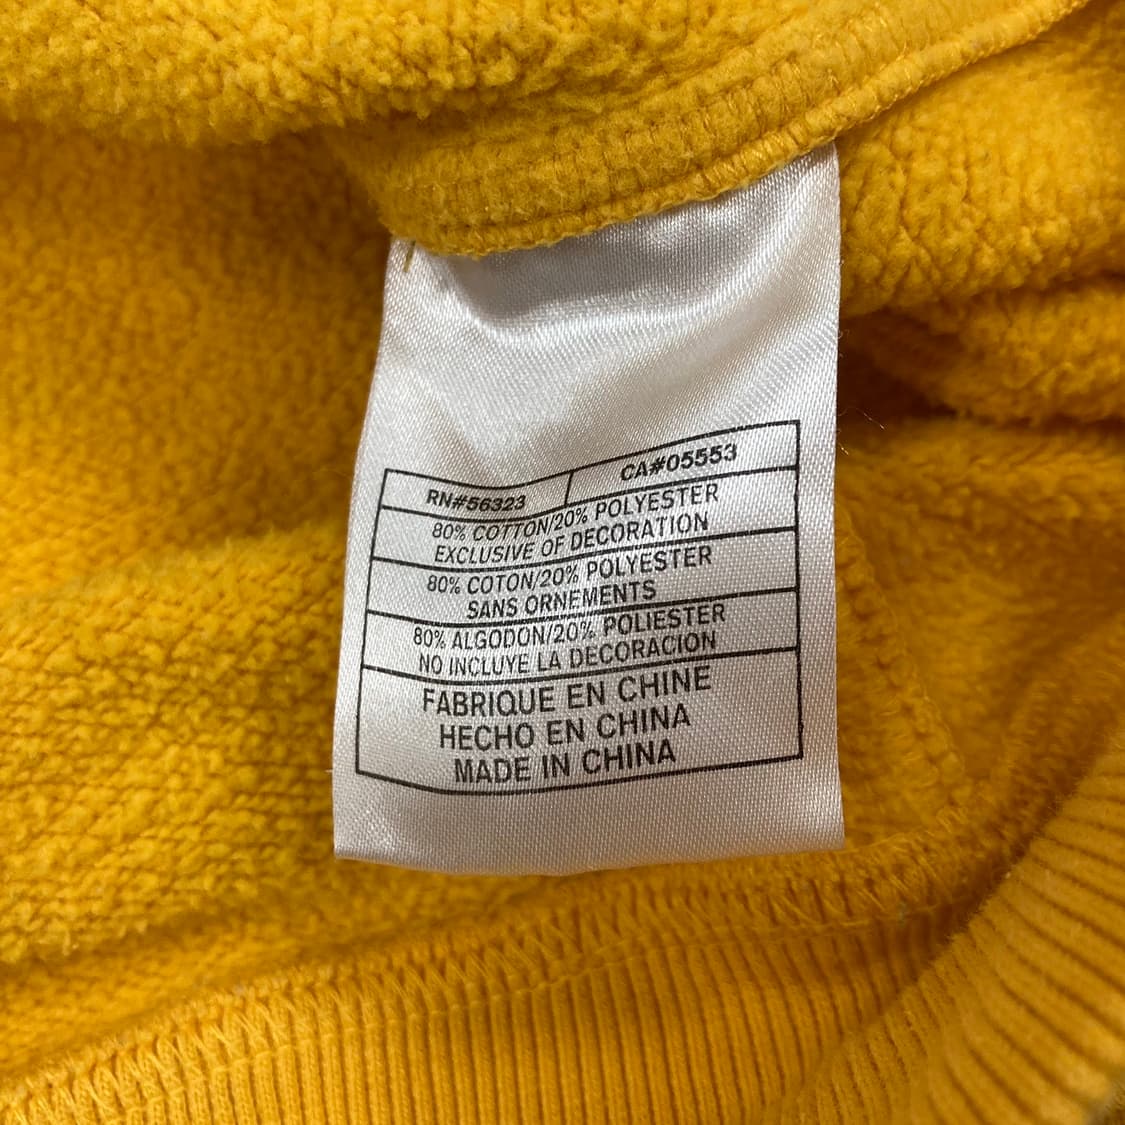 RN#56323 CA#05553
80% COTTON/20% POLYESTER
EXCLUSIVE OF DECORATION
80% COTON/20% POLYESTER
SANS ORNEMENTS
80% ALGODON/20% POLIESTER
NO INCLUYE LA DECORACION
FABRIQUE EN CHINE
HECHO EN CHINA
MADE IN CHINA